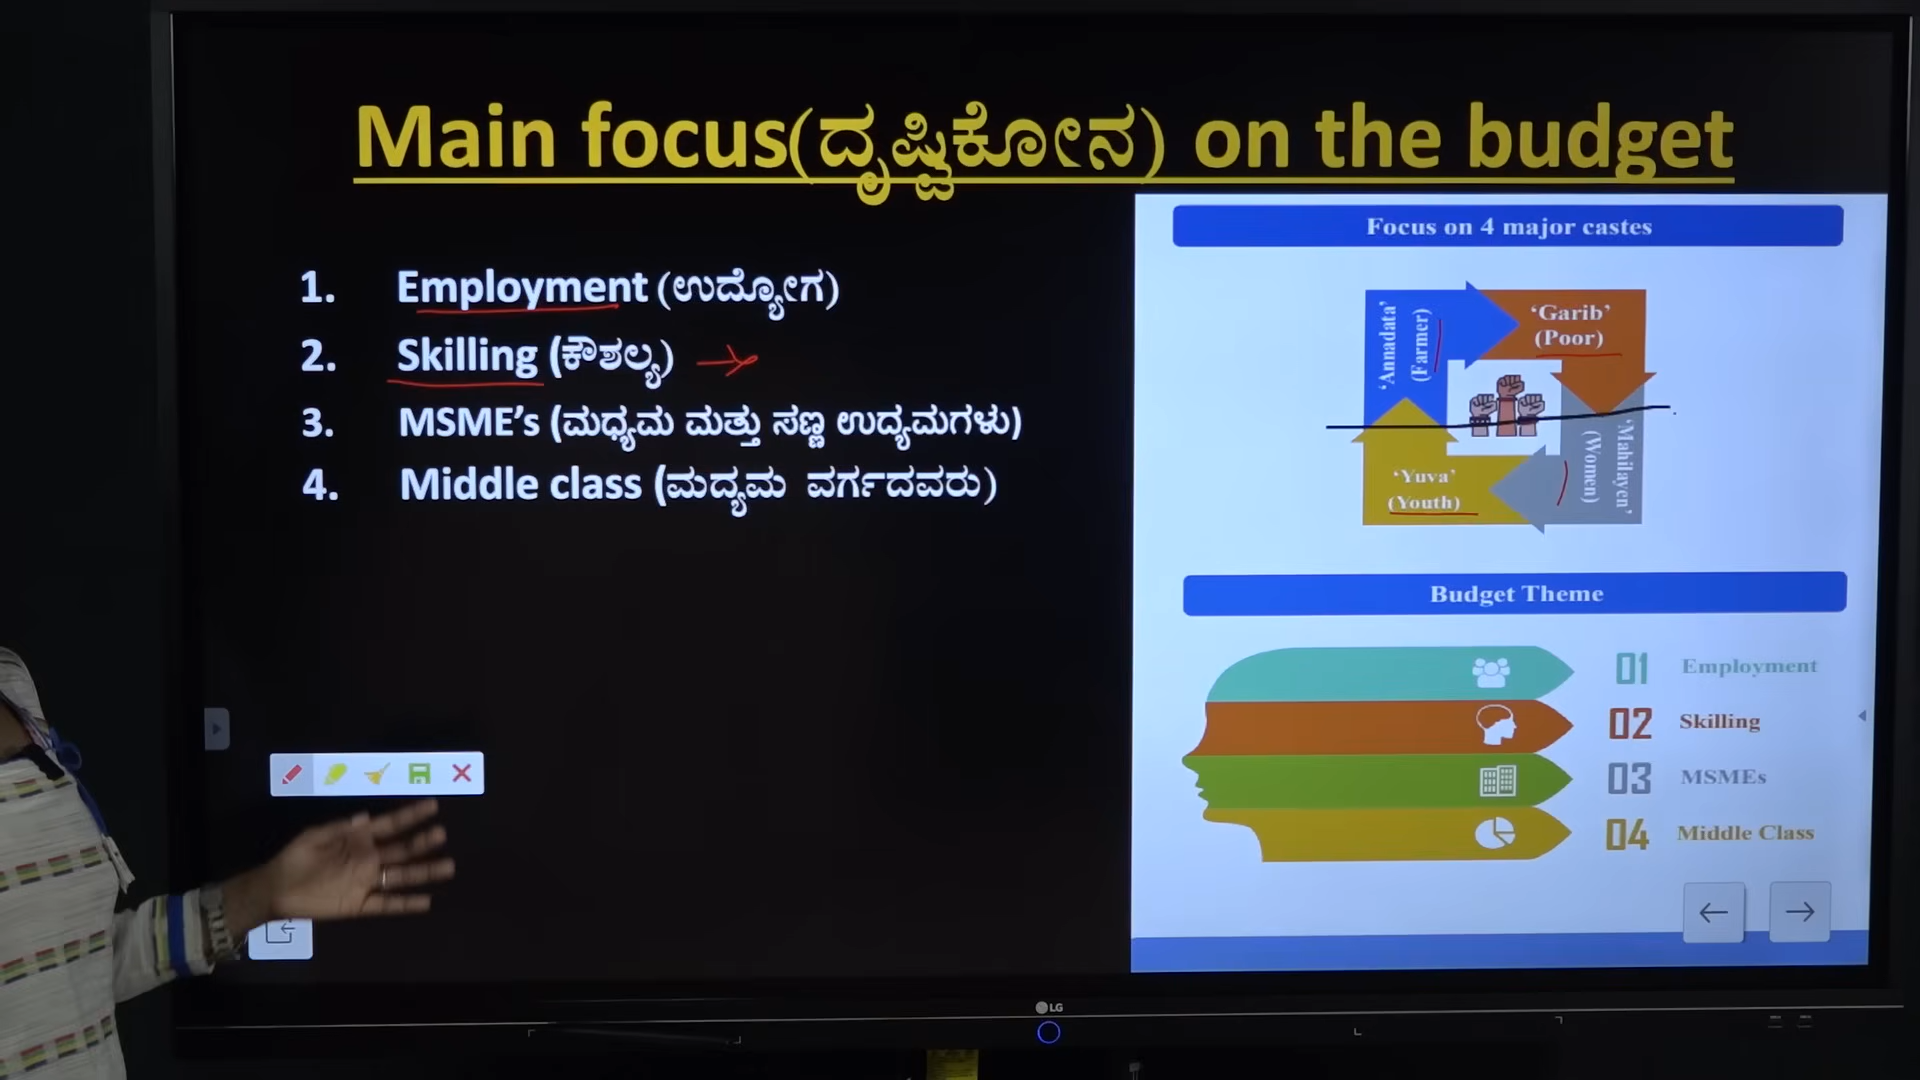 Main focus(ದೃಷ್ಟಿಕೋನ) on the budget
1. Employment (ಉದ್ಯೋಗ)
2. Skilling (ಕೌಶಲ್ಯ)
3. MSME's (ಮಧ್ಯಮ ಮತ್ತು ಸಣ್ಣ ಉದ್ಯಮಗಳು)
4. Middle class (ಮದ್ಯಮ ವರ್ಗದವರು)
Focus on 4 major castes
'Annadata'
(Farmer)
'Garib'
(Poor)
'Mahilayen'
(Women)
'Yuva'
(Youth)
Budget Theme
01 Employment
02 Skilling
03 MSMEs
04 Middle Class
LG